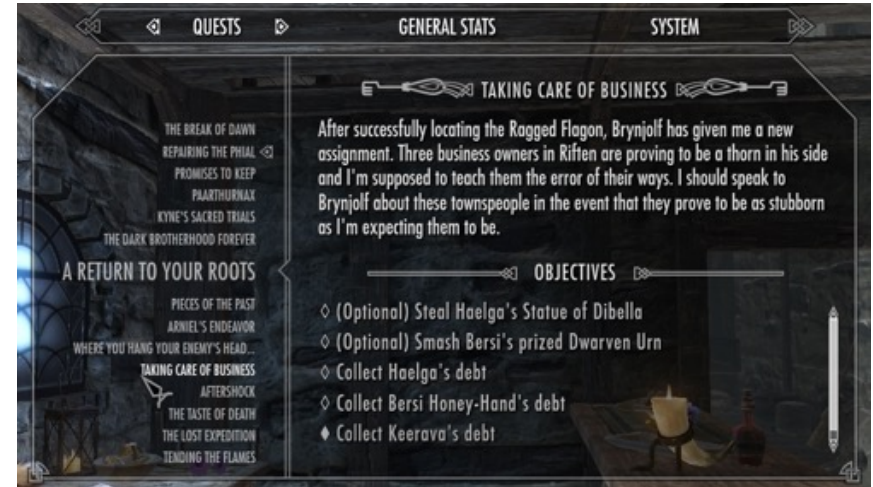 QUESTS GENERAL STATS SYSTEM
THE BREAK OF DAWN
REPAIRING THE PHIAL
PROMISES TO KEEP
PAARTHURNAX
KYNE'S SACRED TRIALS
THE DARK BROTHERHOOD FOREVER
A RETURN TO YOUR ROOTS
PIECES OF THE PAST
ARNIEL'S ENDEAVOR
WHERE YOU HANG YOUR ENEMY'S HEAD...
TAKING CARE OF BUSINESS
AFTERSHOCK
THE TASTE OF DEATH
THE LOST EXPEDITION
TENDING THE FLAMES
TAKING CARE OF BUSINESS
After successfully locating the Ragged Flagon, Brynjolf has given me a new
assignment. Three business owners in Riften are proving to be a thorn in his side
and I'm supposed to teach them the error of their ways. I should speak to
Brynjolf about these townspeople in the event that they prove to be as stubborn
as I'm expecting them to be.
OBJECTIVES
(Optional) Steal Haelga's Statue of Dibella
(Optional) Smash Bersi's prized Dwarven Urn
Collect Haelga's debt
Collect Bersi Honey-Hand's debt
Collect Keerava's debt